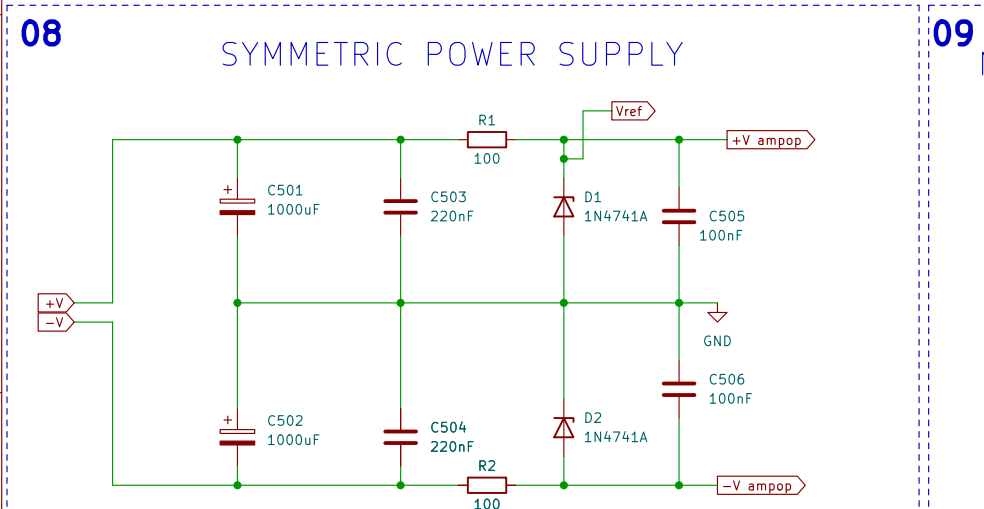 08
SYMMETRIC POWER SUPPLY
09
Vref
R1
100
+V ampop
+
C501
1000uF
C503
220nF
D1
1N4741A
C505
100nF
+V
-V
GND
C506
100nF
+
C502
1000uF
C504
220nF
D2
1N4741A
R2
100
-V ampop